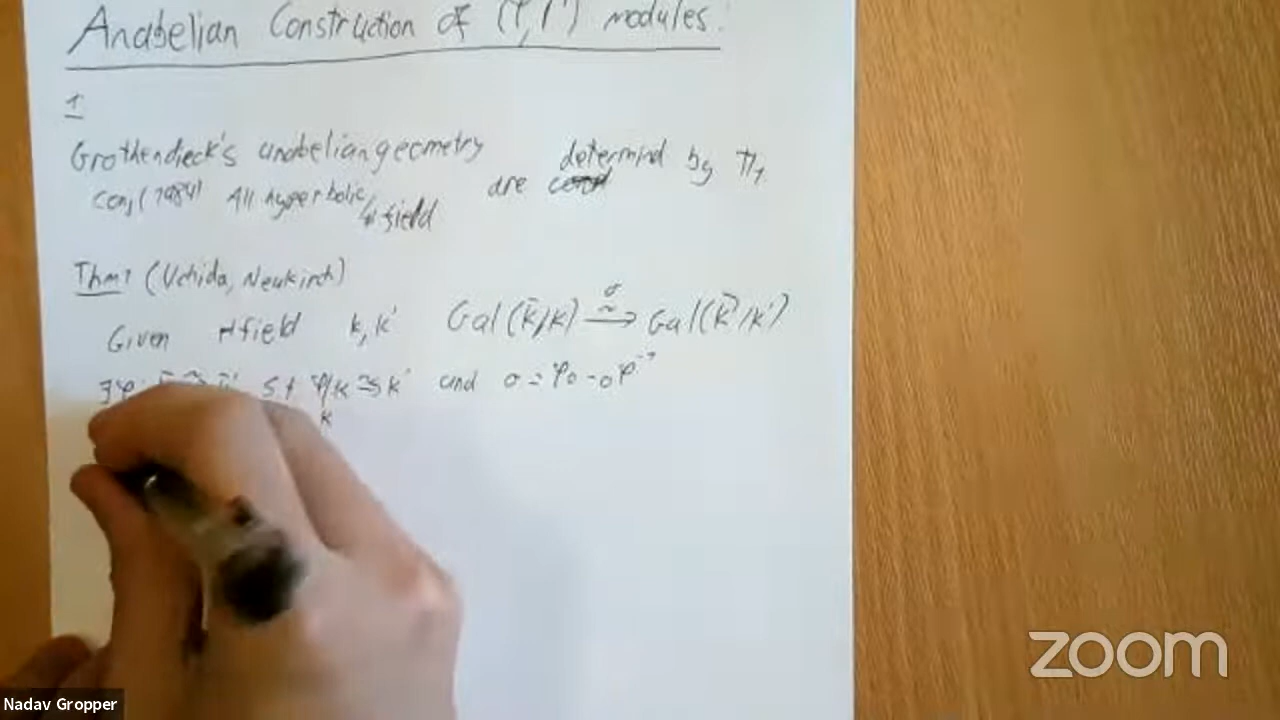 Anabelian Construction of (φ,Γ) modules.
1
Grothendieck's anabelian geometry
Conj (1984) All hyperbolic /# field are determind by π₁
Thm: (Uchida, Neukirch)
Given #field k, k' Gal(k̄/k) σ ⥲ Gal(k̄'/k')
∃φ: s.t φ|k ≅ k' and σ = φ∘-∘φ⁻¹
k
zoom
Nadav Gropper